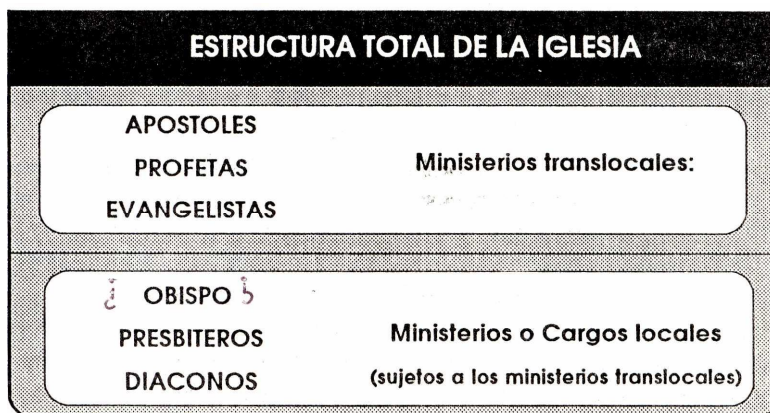 ESTRUCTURA TOTAL DE LA IGLESIA
APOSTOLES
PROFETAS
EVANGELISTAS
Ministerios translocales:
¿ OBISPO ?
PRESBITEROS
DIACONOS
Ministerios o Cargos locales
(sujetos a los ministerios translocales)